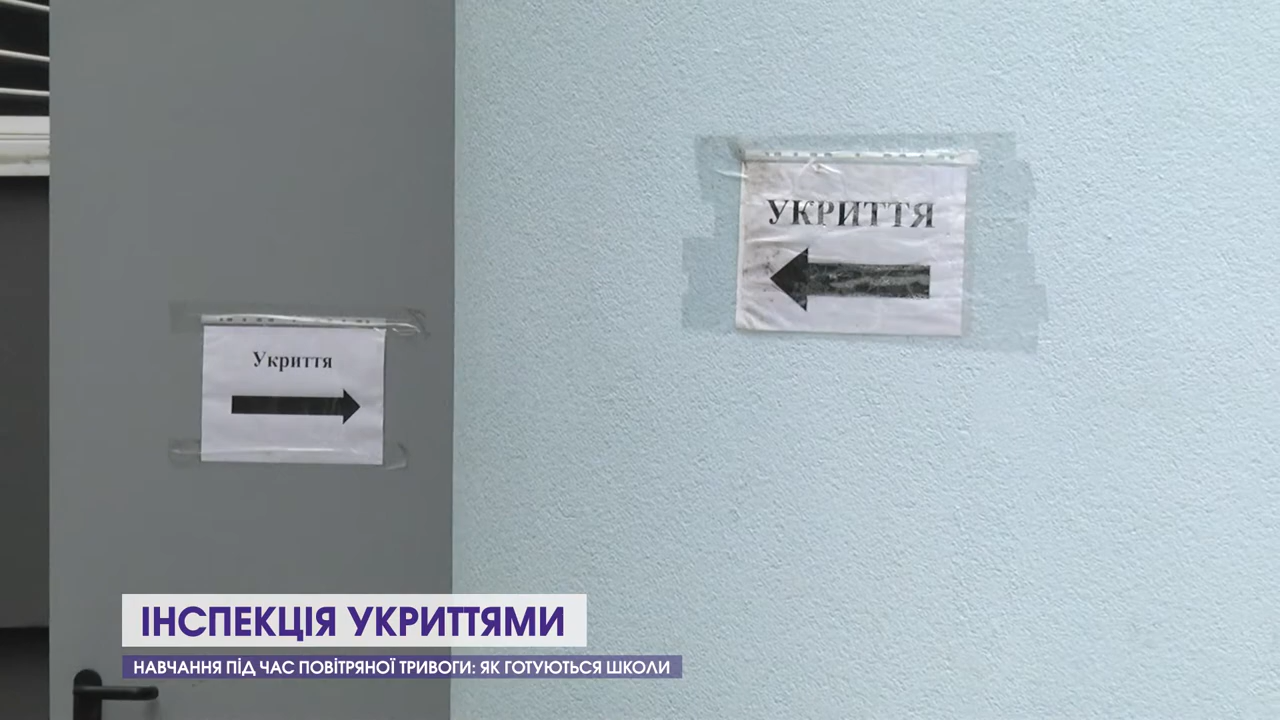 УКРИТТЯ
Укриття
ІНСПЕКЦІЯ УКРИТТЯМИ
НАВЧАННЯ ПІД ЧАС ПОВІТРЯНОЇ ТРИВОГИ: ЯК ГОТУЮТЬСЯ ШКОЛИ